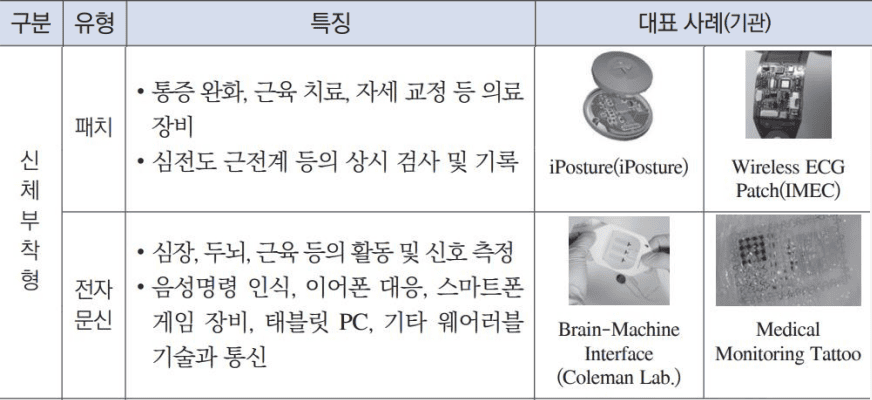 구분 유형 특징 대표 사례(기관)
신체부착형
패치
• 통증 완화, 근육 치료, 자세 교정 등 의료
장비
• 심전도 근전계 등의 상시 검사 및 기록
iPosture(iPosture)
Wireless ECG
Patch(IMEC)
전자
문신
• 심장, 두뇌, 근육 등의 활동 및 신호 측정
• 음성명령 인식, 이어폰 대응, 스마트폰
게임 장비, 태블릿 PC, 기타 웨어러블
기술과 통신
Brain-Machine
Interface
(Coleman Lab.)
Medical
Monitoring Tattoo